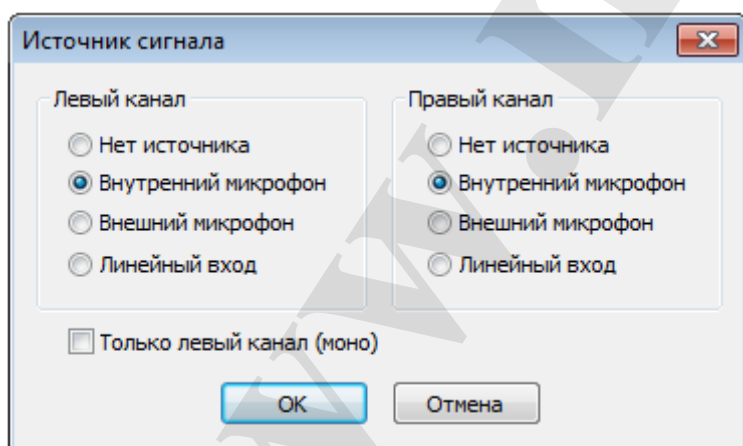 Источник сигнала
Левый канал
Нет источника
Внутренний микрофон
Внешний микрофон
Линейный вход
Правый канал
Нет источника
Внутренний микрофон
Внешний микрофон
Линейный вход
Только левый канал (моно)
OK
Отмена